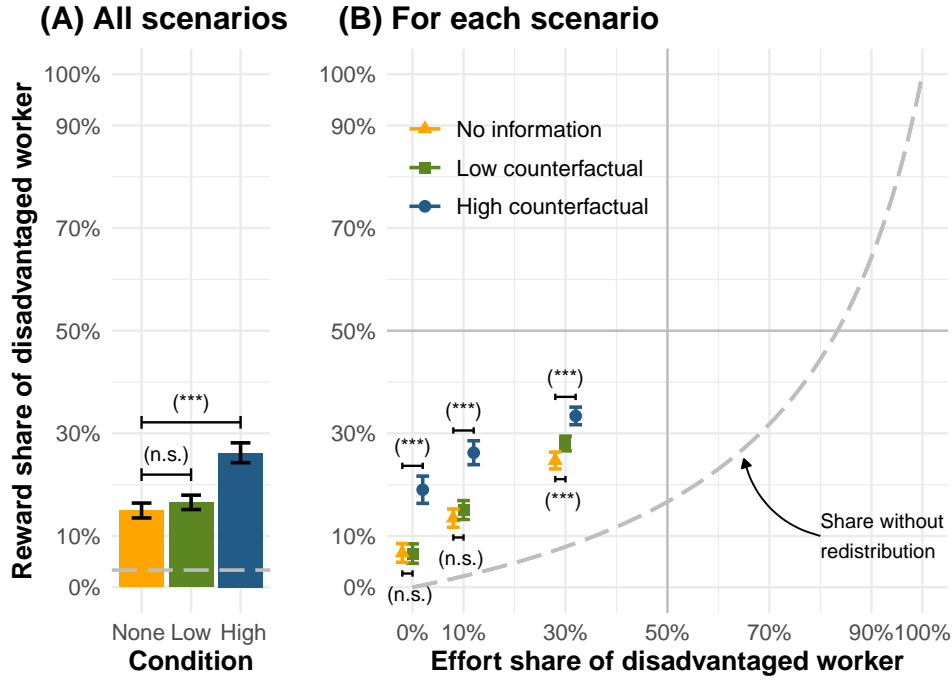 (A) All scenarios
Reward share of disadvantaged worker
100%
90%
70%
50%
30%
10%
0%
(***)
(n.s.)
None Low High
Condition
(B) For each scenario
100%
90%
70%
50%
30%
10%
0%
No information
Low counterfactual
High counterfactual
(***)
(***)
(***)
(***)
(n.s.)
(n.s.)
Share without
redistribution
0% 10% 30% 50% 70% 90%100%
Effort share of disadvantaged worker